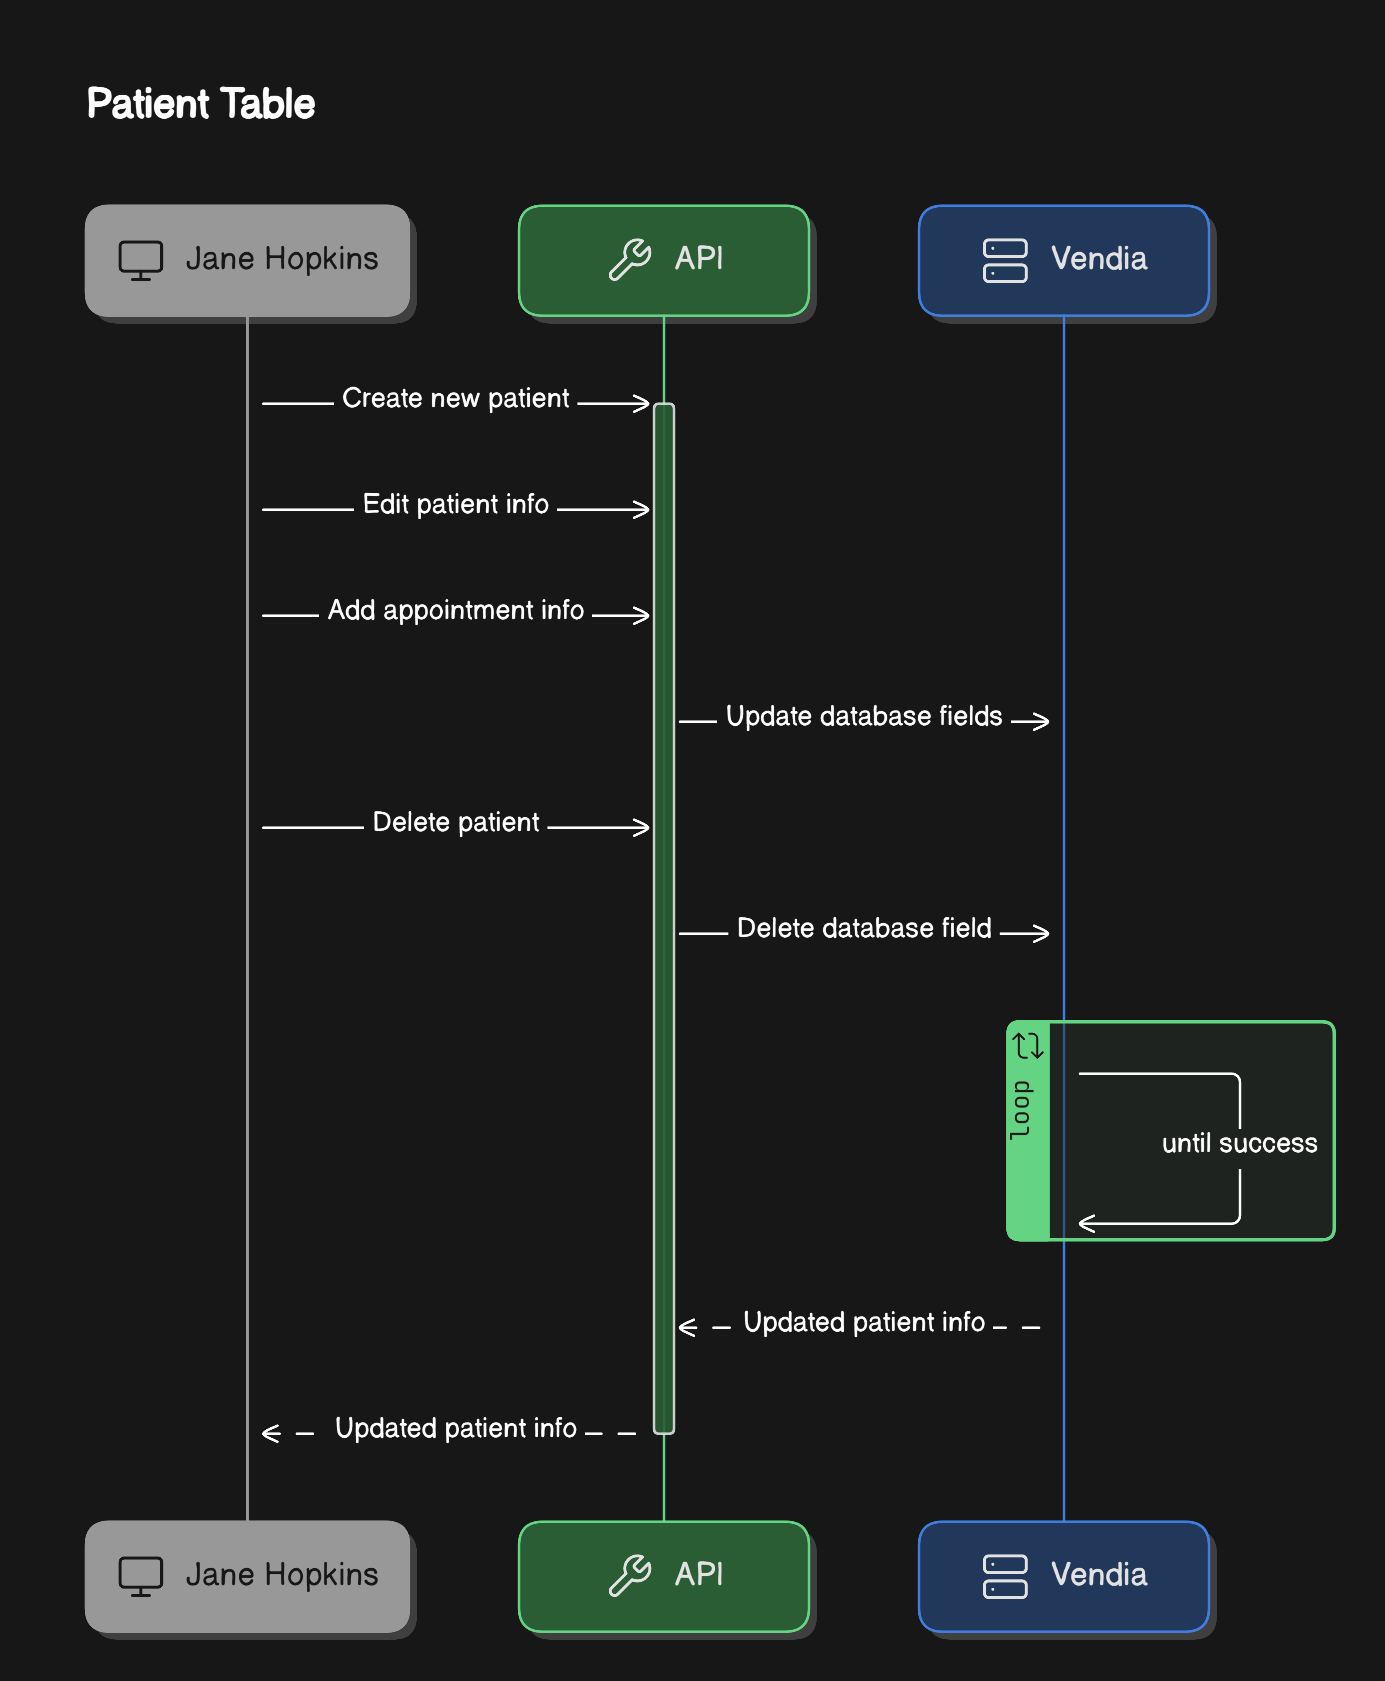 Patient Table
Jane Hopkins
API
Vendia
Create new patient
Edit patient info
Add appointment info
Update database fields
Delete patient
Delete database field
loop
until success
Updated patient info
Updated patient info
Jane Hopkins
API
Vendia